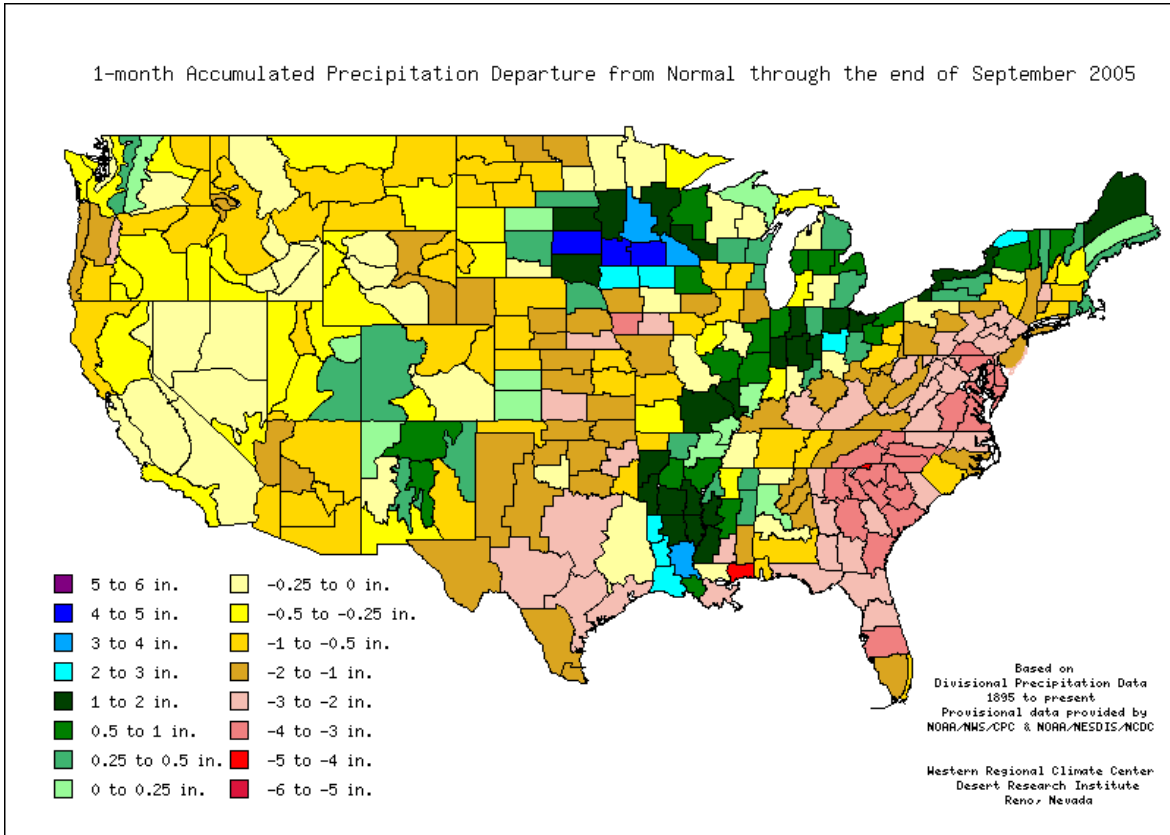 1-month Accumulated Precipitation Departure from Normal through the end of September 2005
5 to 6 in.
4 to 5 in.
3 to 4 in.
2 to 3 in.
1 to 2 in.
0.5 to 1 in.
0.25 to 0.5 in.
0 to 0.25 in.
-0.25 to 0 in.
-0.5 to -0.25 in.
-1 to -0.5 in.
-2 to -1 in.
-3 to -2 in.
-4 to -3 in.
-5 to -4 in.
-6 to -5 in.
Based on
Divisional Precipitation Data
1895 to present
Provisional data provided by
NOAA/NWS/CPC & NOAA/NESDIS/NCDC
Western Regional Climate Center
Desert Research Institute
Reno, Nevada